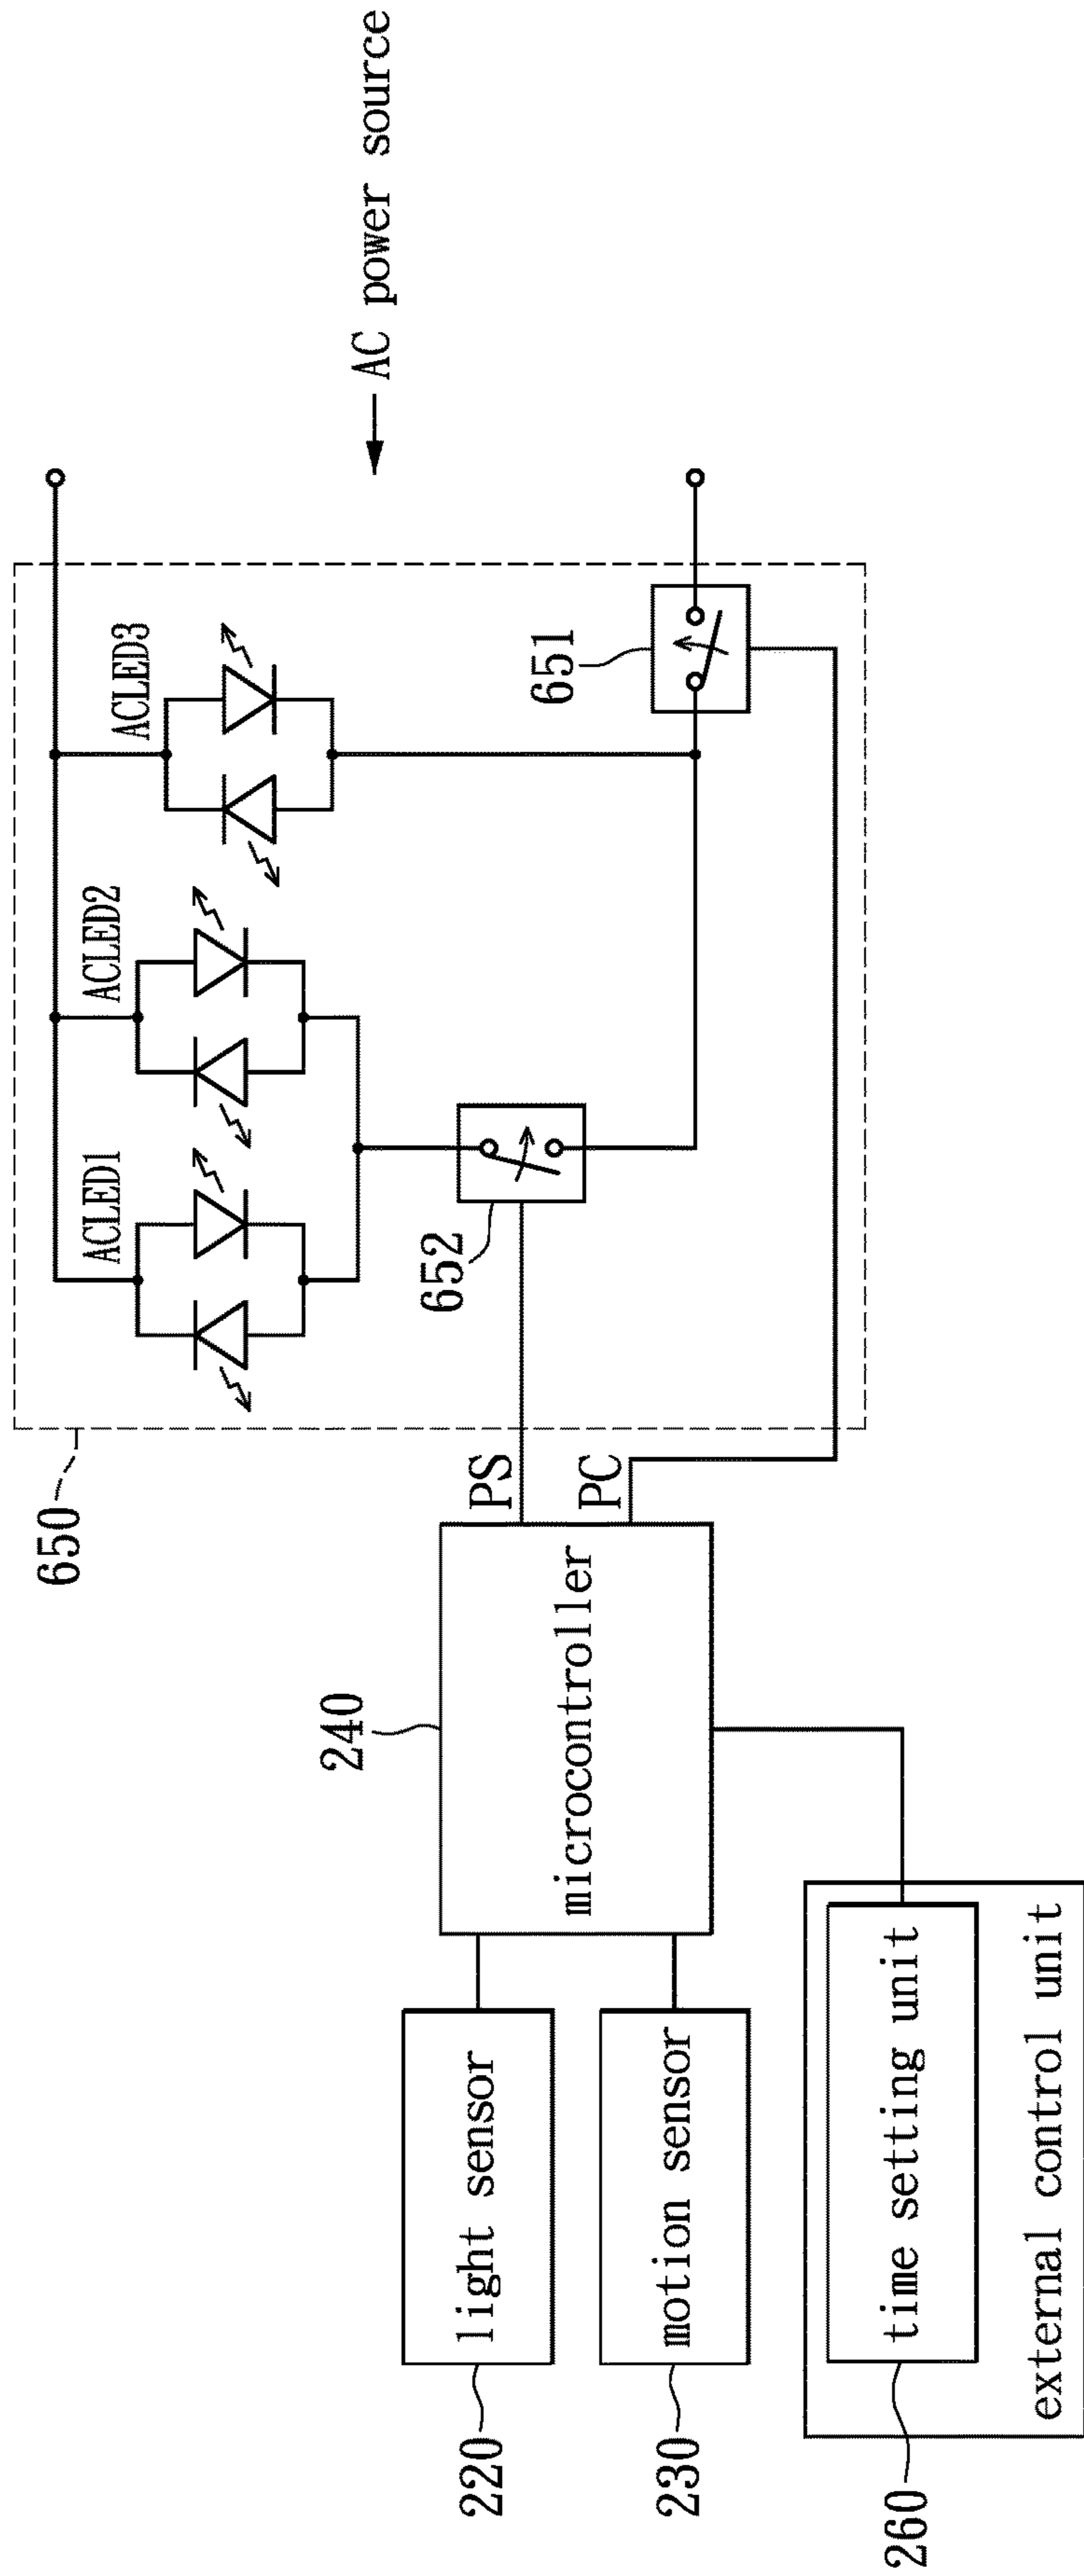 650
ACLED1
ACLED2
ACLED3
AC power source
652
651
PS
PC
240
microcontroller
220
light sensor
230
motion sensor
260
time setting unit
external control unit